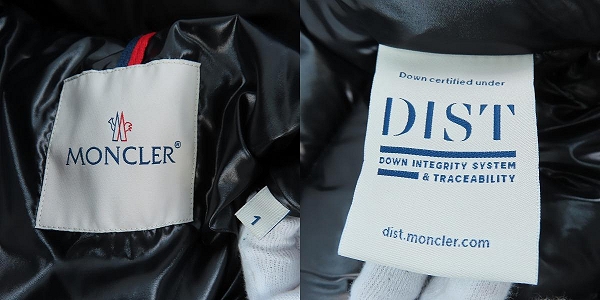 MONCLER®
1
Down certified under
DIST
DOWN INTEGRITY SYSTEM
& TRACEABILITY
dist.moncler.com